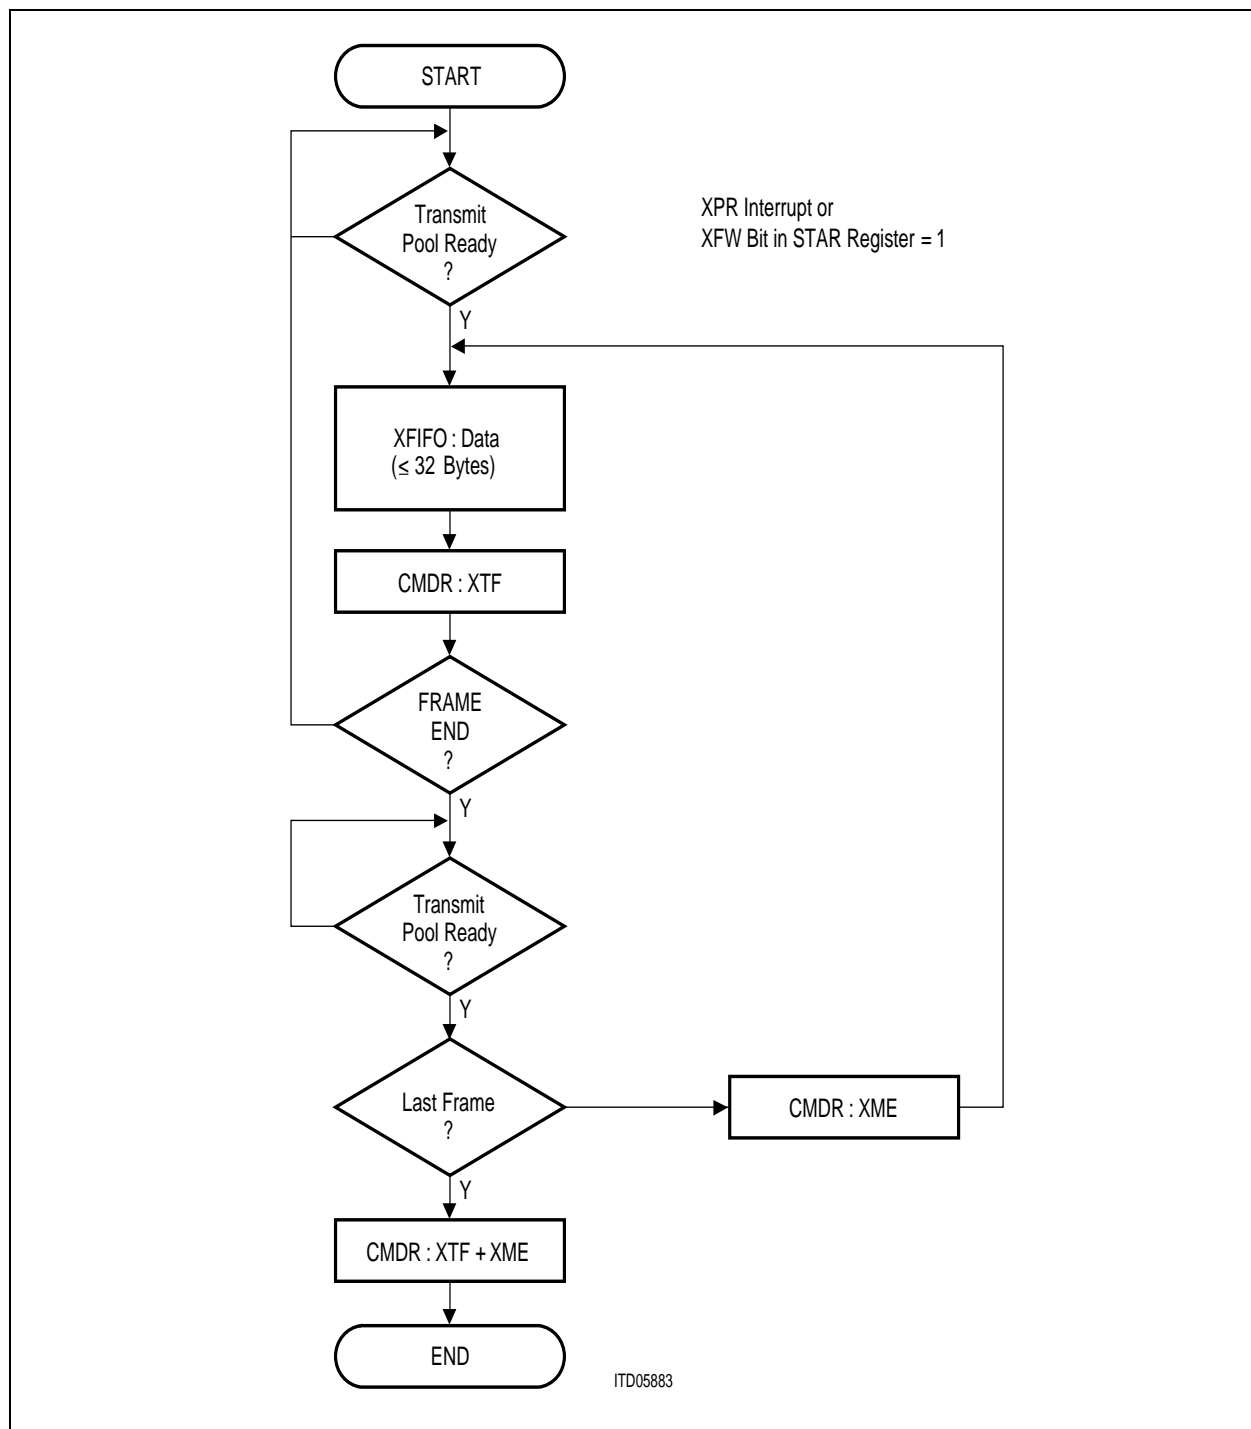 START
Transmit
Pool Ready
?
XPR Interrupt or
XFW Bit in STAR Register = 1
Y
XFIFO : Data
(≤ 32 Bytes)
CMDR : XTF
FRAME
END
?
Y
Transmit
Pool Ready
?
Y
Last Frame
?
CMDR : XME
Y
CMDR : XTF + XME
END
ITD05883